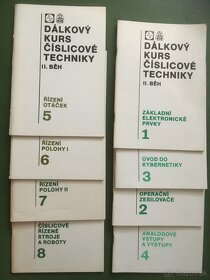 DÁLKOVÝ
KURS
ČÍSLICOVÉ
TECHNIKY
II. BĚH
ŘÍZENÍ
OTÁČEK
5
ŘÍZENÍ
POLOHY I
6
ŘÍZENÍ
POLOHY II
7
ČÍSLICOVĚ
ŘÍZENÉ
STROJE
A ROBOTY
8
DÁLKOVÝ
KURS
ČÍSLICOVÉ
TECHNIKY
II. BĚH
ZÁKLADNÍ
ELEKTRONICKÉ
PRVKY
1
ÚVOD DO
KYBERNETIKY
3
OPERAČNÍ
ZESILOVAČE
2
ANALOGOVÉ
VSTUPY
A VÝSTUPY
4